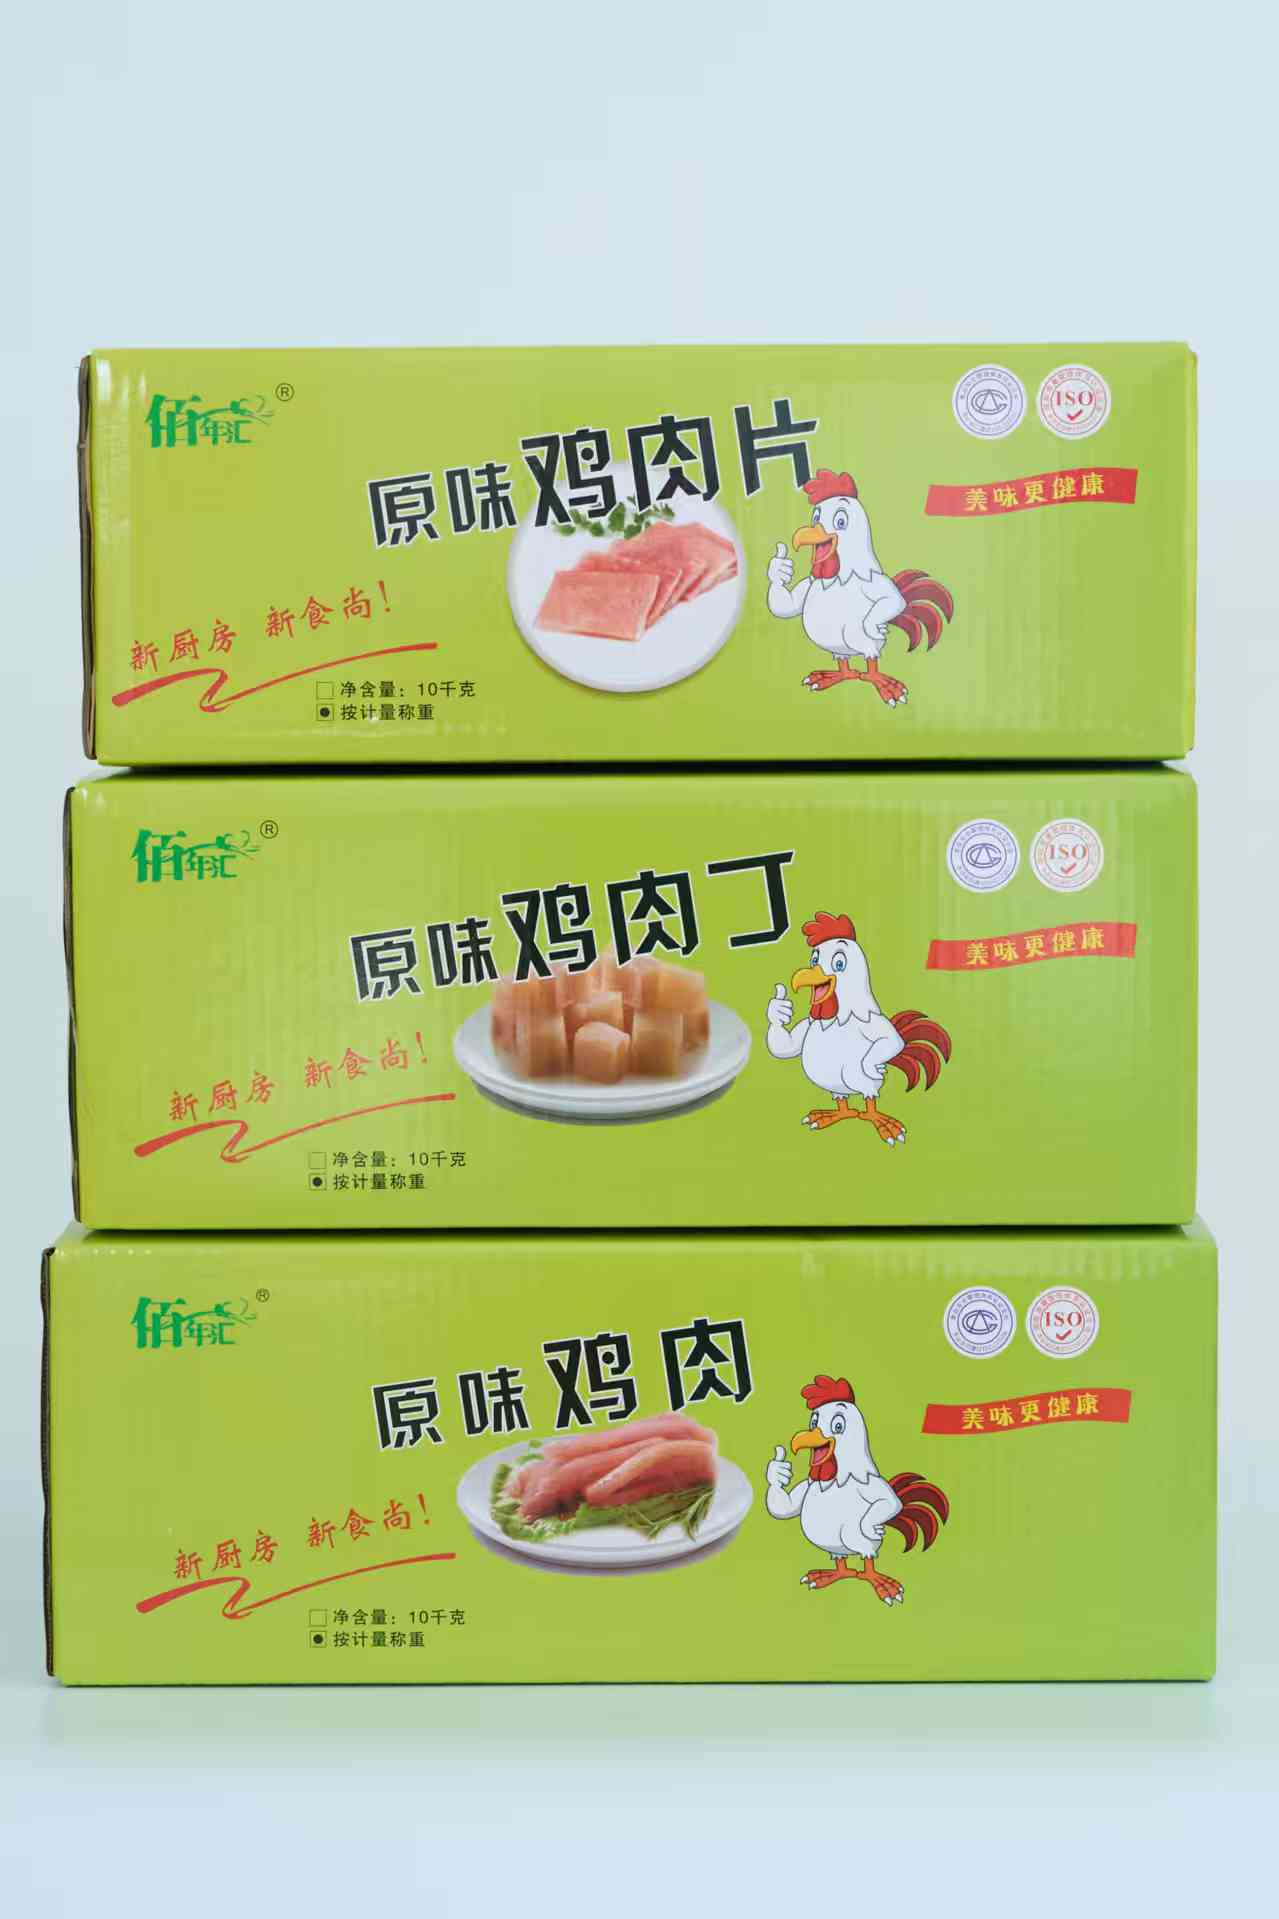 佰年汇®
ISO
原味鸡肉片
美味更健康
新厨房 新食尚！
净含量：10千克
按计量称重
佰年汇®
ISO
原味鸡肉丁
美味更健康
新厨房 新食尚！
净含量：10千克
按计量称重
佰年汇®
ISO
原味鸡肉
美味更健康
新厨房 新食尚！
净含量：10千克
按计量称重